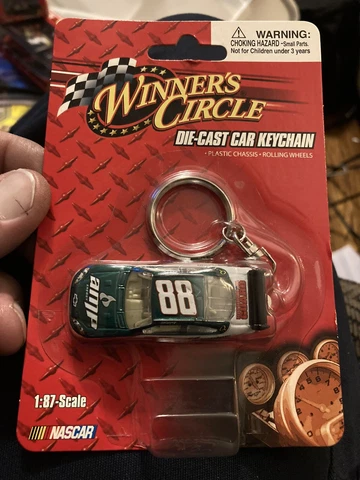 WARNING:
CHOKING HAZARD -Small Parts.
Not for Children under 3 years
WINNER'S
CIRCLE
DIE-CAST CAR KEYCHAIN
• PLASTIC CHASSIS • ROLLING WHEELS
88
amp
1:87-Scale
NASCAR